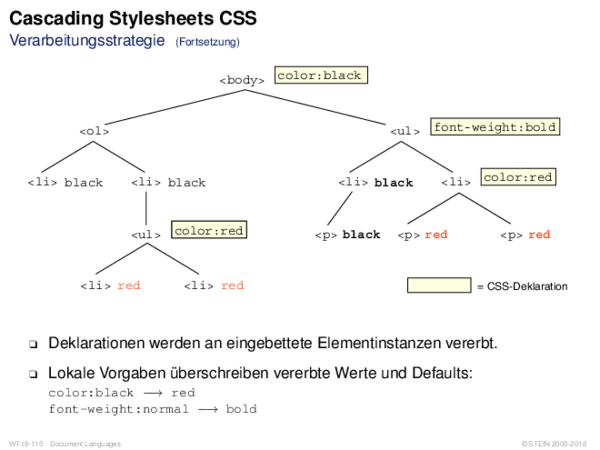 Cascading Stylesheets CSS
Verarbeitungsstrategie (Fortsetzung)
<body> color:black
<ol> <ul> font-weight:bold
<li> black <li> black <li> black <li> color:red
<ul> color:red <p> black <p> red <p> red
<li> red <li> red = CSS-Deklaration
❑ Deklarationen werden an eingebettete Elementinstanzen vererbt.
❑ Lokale Vorgaben überschreiben vererbte Werte und Defaults:
color:black ⟶ red
font-weight:normal ⟶ bold
WT:III-115 Document Languages © STEIN 2005-2018